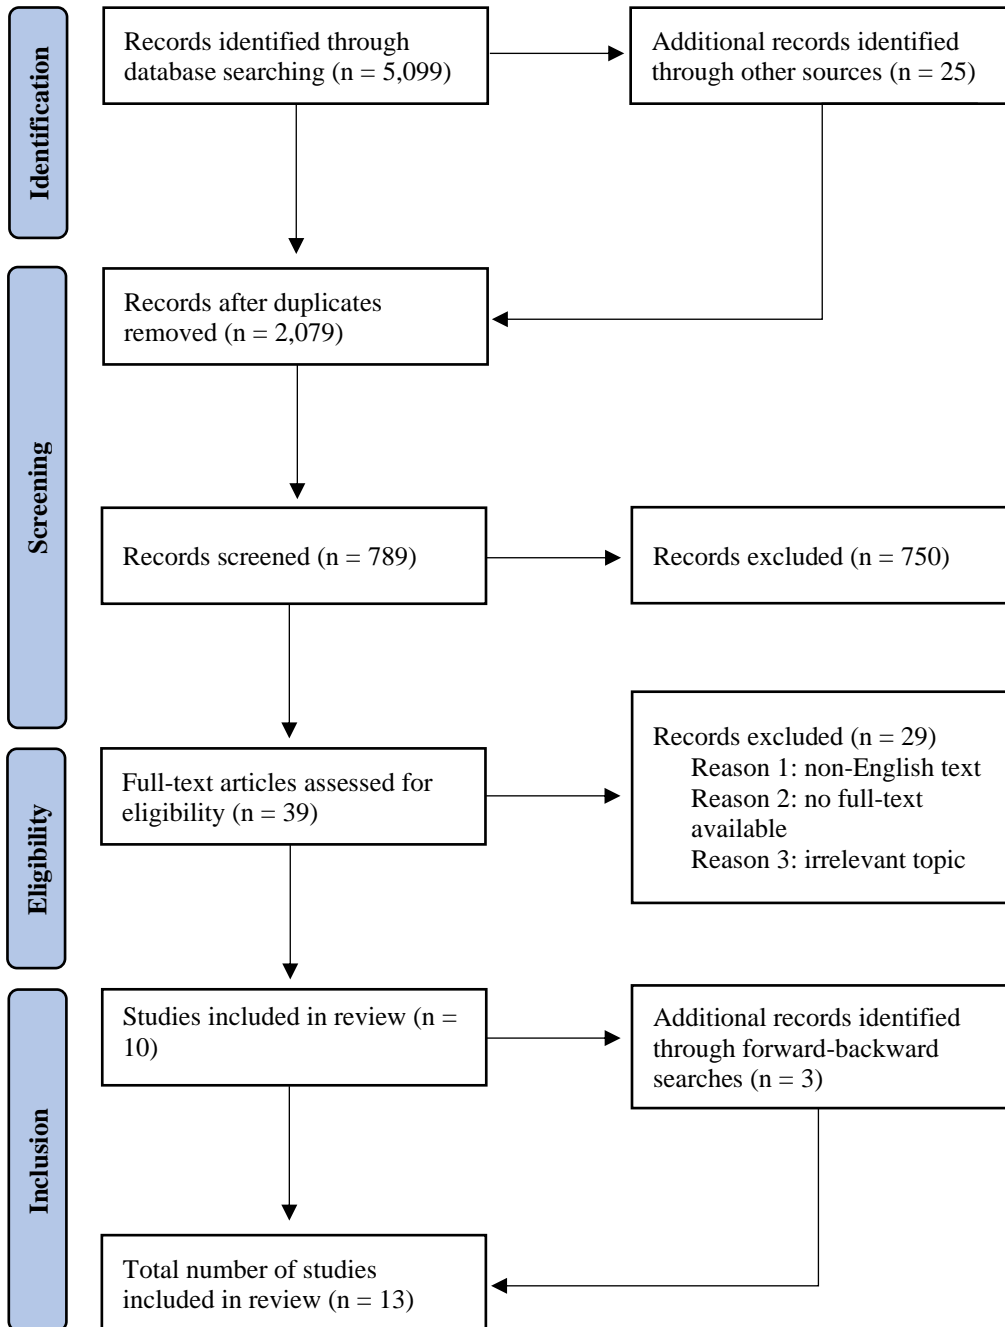 Identification
Records identified through
database searching (n = 5,099)
Additional records identified
through other sources (n = 25)
Screening
Records after duplicates
removed (n = 2,079)
Records screened (n = 789)
Records excluded (n = 750)
Eligibility
Full-text articles assessed for
eligibility (n = 39)
Records excluded (n = 29)
Reason 1: non-English text
Reason 2: no full-text
available
Reason 3: irrelevant topic
Inclusion
Studies included in review (n =
10)
Additional records identified
through forward-backward
searches (n = 3)
Total number of studies
included in review (n = 13)